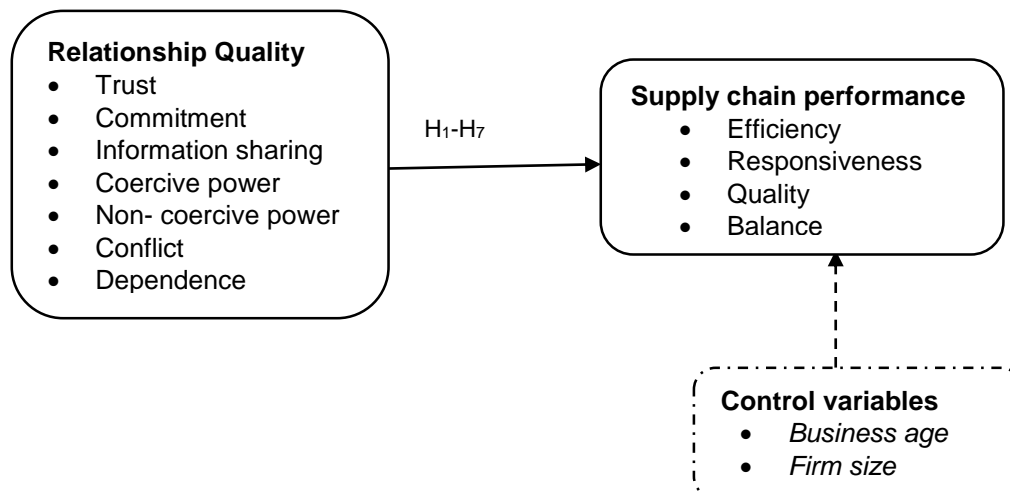 Relationship Quality
• Trust
• Commitment
• Information sharing
• Coercive power
• Non- coercive power
• Conflict
• Dependence
H₁-H₇
Supply chain performance
• Efficiency
• Responsiveness
• Quality
• Balance
Control variables
• Business age
• Firm size